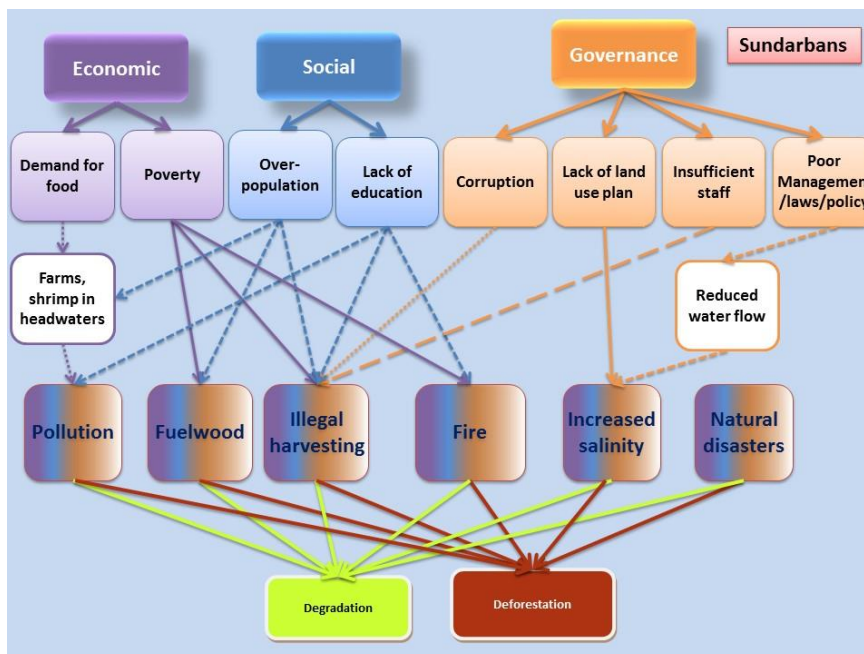 Economic
Social
Governance
Sundarbans
Demand for
food
Poverty
Over-
population
Lack of
education
Corruption
Lack of land
use plan
Insufficient
staff
Poor
Management
/laws/policy
Farms,
shrimp in
headwaters
Reduced
water flow
Pollution
Fuelwood
Illegal
harvesting
Fire
Increased
salinity
Natural
disasters
Degradation
Deforestation